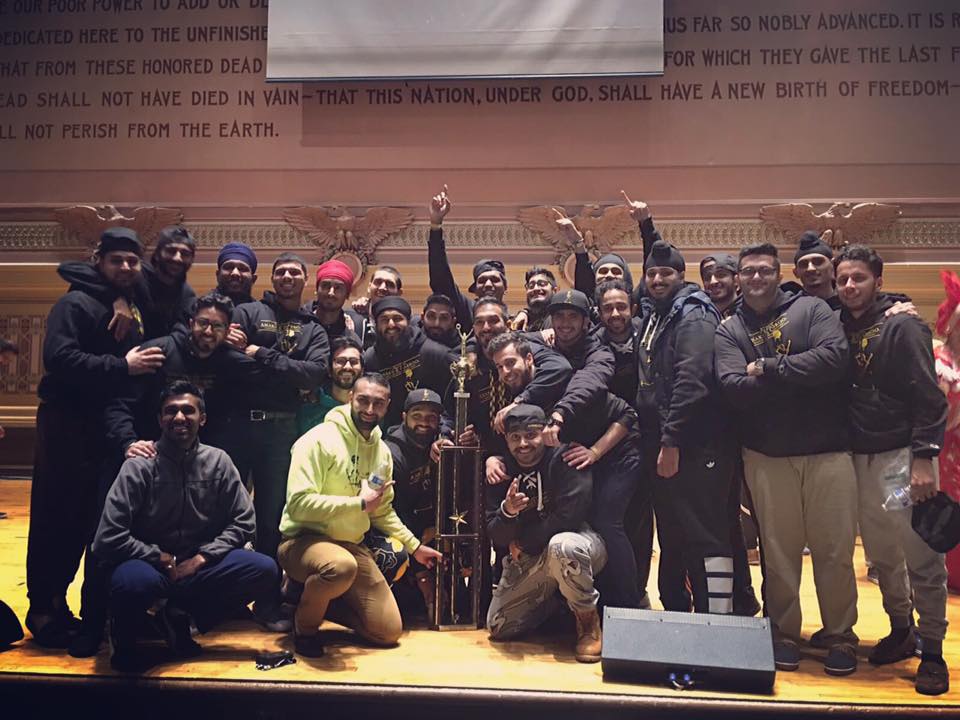 E OUR POOR POWER TO ADD OR DE
DEDICATED HERE TO THE UNFINISHE US FAR SO NOBLY ADVANCED. IT IS R
HAT FROM THESE HONORED DEAD FOR WHICH THEY GAVE THE LAST F
EAD SHALL NOT HAVE DIED IN VAIN—THAT THIS NATION, UNDER GOD, SHALL HAVE A NEW BIRTH OF FREEDOM—
LL NOT PERISH FROM THE EARTH.